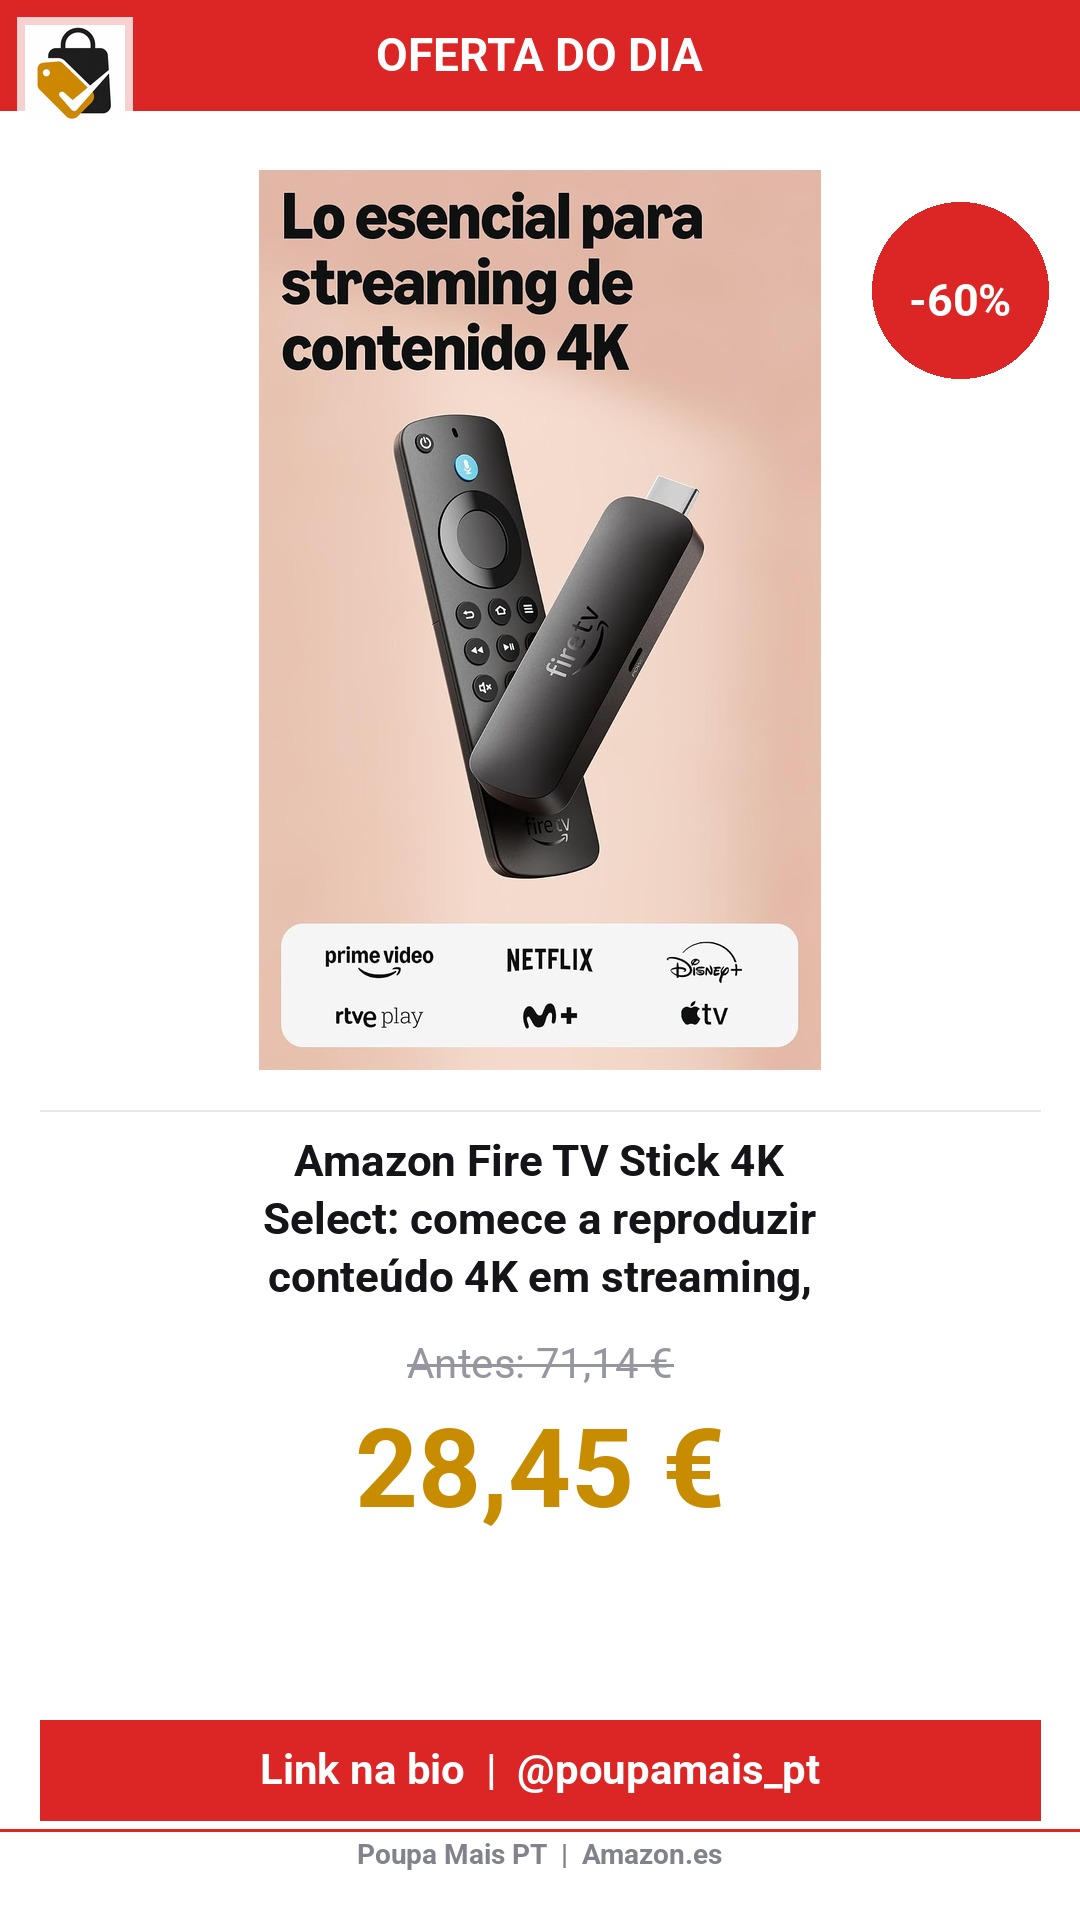 OFERTA DO DIA
Lo esencial para
streaming de
contenido 4K
-60%
fire tv
fire tv
prime video
NETFLIX
Disney+
rtve play
M+
tv
Amazon Fire TV Stick 4K
Select: comece a reproduzir
conteúdo 4K em streaming,
Antes: 71,14 €
28,45 €
Link na bio | @poupamais_pt
Poupa Mais PT | Amazon.es